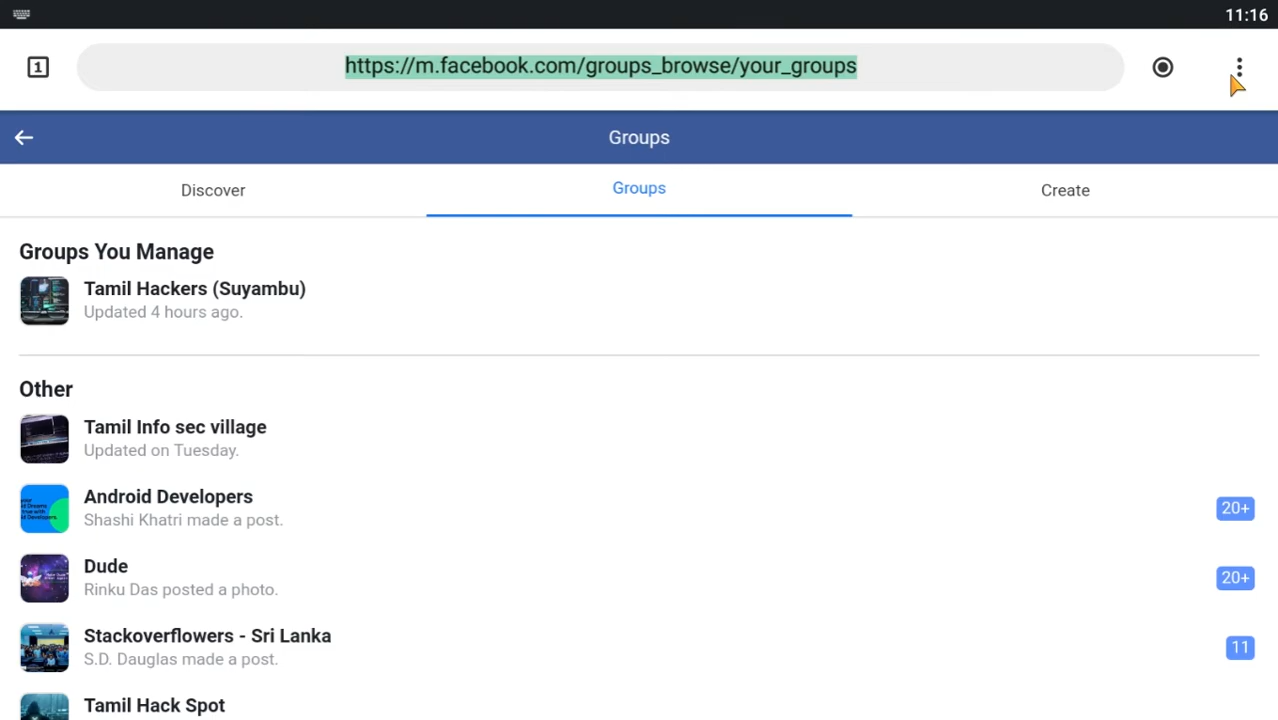 11:16
1
https://m.facebook.com/groups_browse/your_groups
Groups
Discover
Groups
Create
Groups You Manage
Tamil Hackers (Suyambu)
Updated 4 hours ago.
Other
Tamil Info sec village
Updated on Tuesday.
Android Developers
Shashi Khatri made a post.
20+
Dude
Rinku Das posted a photo.
20+
Stackoverflowers - Sri Lanka
S.D. Dauglas made a post.
11
Tamil Hack Spot